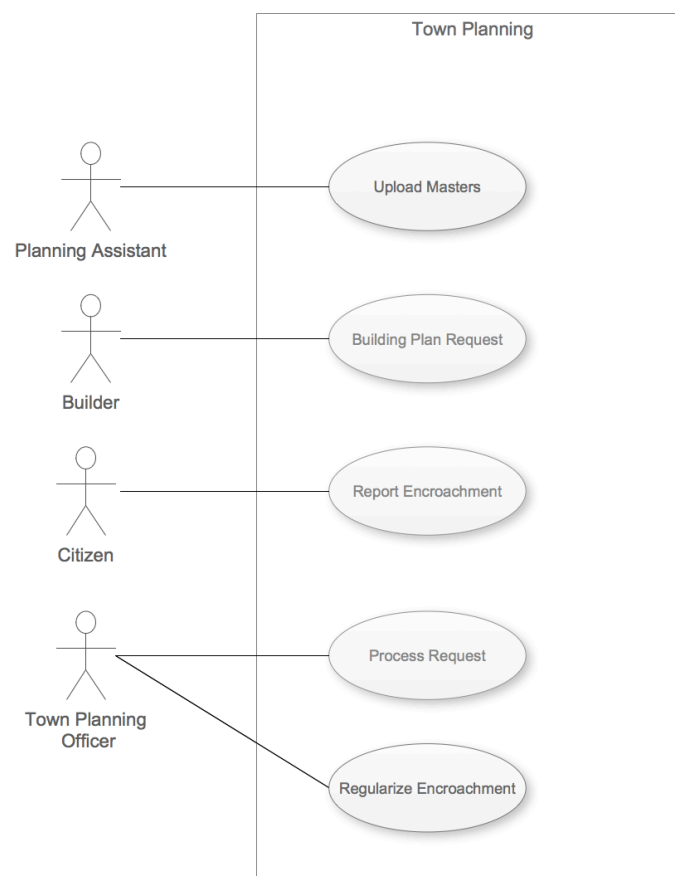 Town Planning
Upload Masters
Planning Assistant
Building Plan Request
Builder
Report Encroachment
Citizen
Process Request
Town Planning
Officer
Regularize Encroachment